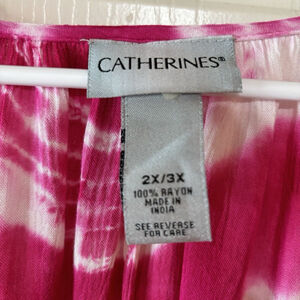 CATHERINES®
2X/3X
100% RAYON
MADE IN
INDIA
SEE REVERSE
FOR CARE